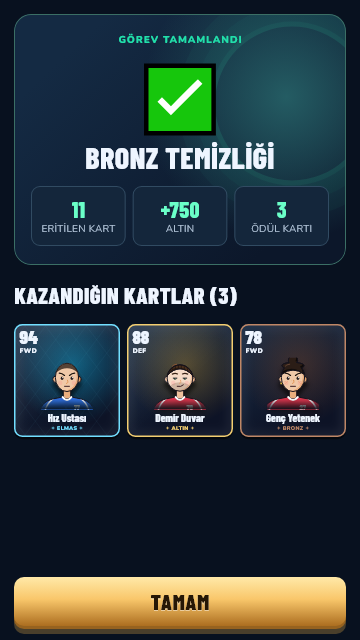 GÖREV TAMAMLANDI
BRONZ TEMİZLİĞİ
11
ERİTİLEN KART
+750
ALTIN
3
ÖDÜL KARTI
KAZANDIĞIN KARTLAR (3)
94
FWD
Hız Ustası
• ELMAS •
88
DEF
Demir Duvar
• ALTIN •
78
FWD
Genç Yetenek
• BRONZ •
TAMAM